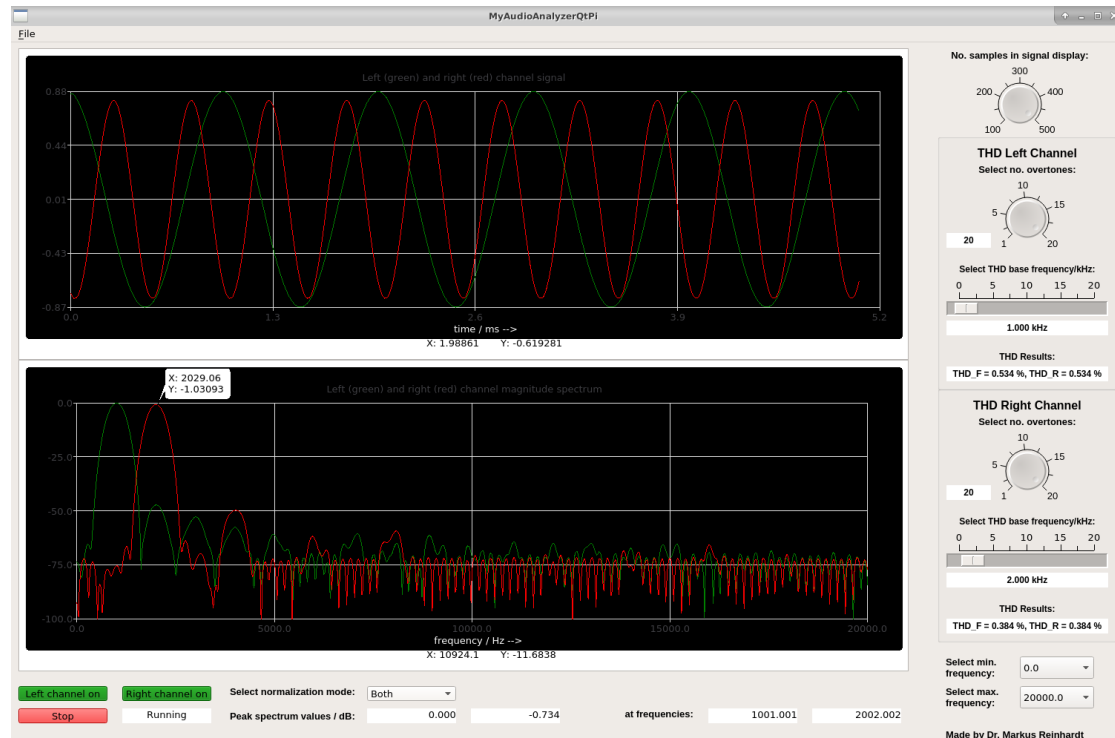 MyAudioAnalyzerQtPi
File
Left (green) and right (red) channel signal
0.88
0.44
0.01
-0.43
-0.87
0.0 1.3 2.6 3.9 5.2
time / ms -->
X: 1.98861 Y: -0.619281
X: 2029.06
Y: -1.03093
Left (green) and right (red) channel magnitude spectrum
0.0
-25.0
-50.0
-75.0
-100.0
0.0 5000.0 10000.0 15000.0 20000.0
frequency / Hz -->
X: 10924.1 Y: -11.6838
Left channel on Right channel on Select normalization mode: Both
Stop Running Peak spectrum values / dB: 0.000 -0.734 at frequencies: 1001.001 2002.002
No. samples in signal display:
300
200 400
100 500
THD Left Channel
Select no. overtones:
10
5 15
20 1 20
Select THD base frequency/kHz:
0 5 10 15 20
1.000 kHz
THD Results:
THD_F = 0.534 %, THD_R = 0.534 %
THD Right Channel
Select no. overtones:
10
5 15
20 1 20
Select THD base frequency/kHz:
0 5 10 15 20
2.000 kHz
THD Results:
THD_F = 0.384 %, THD_R = 0.384 %
Select min.
frequency: 0.0
Select max.
frequency: 20000.0
Made by Dr. Markus Reinhardt